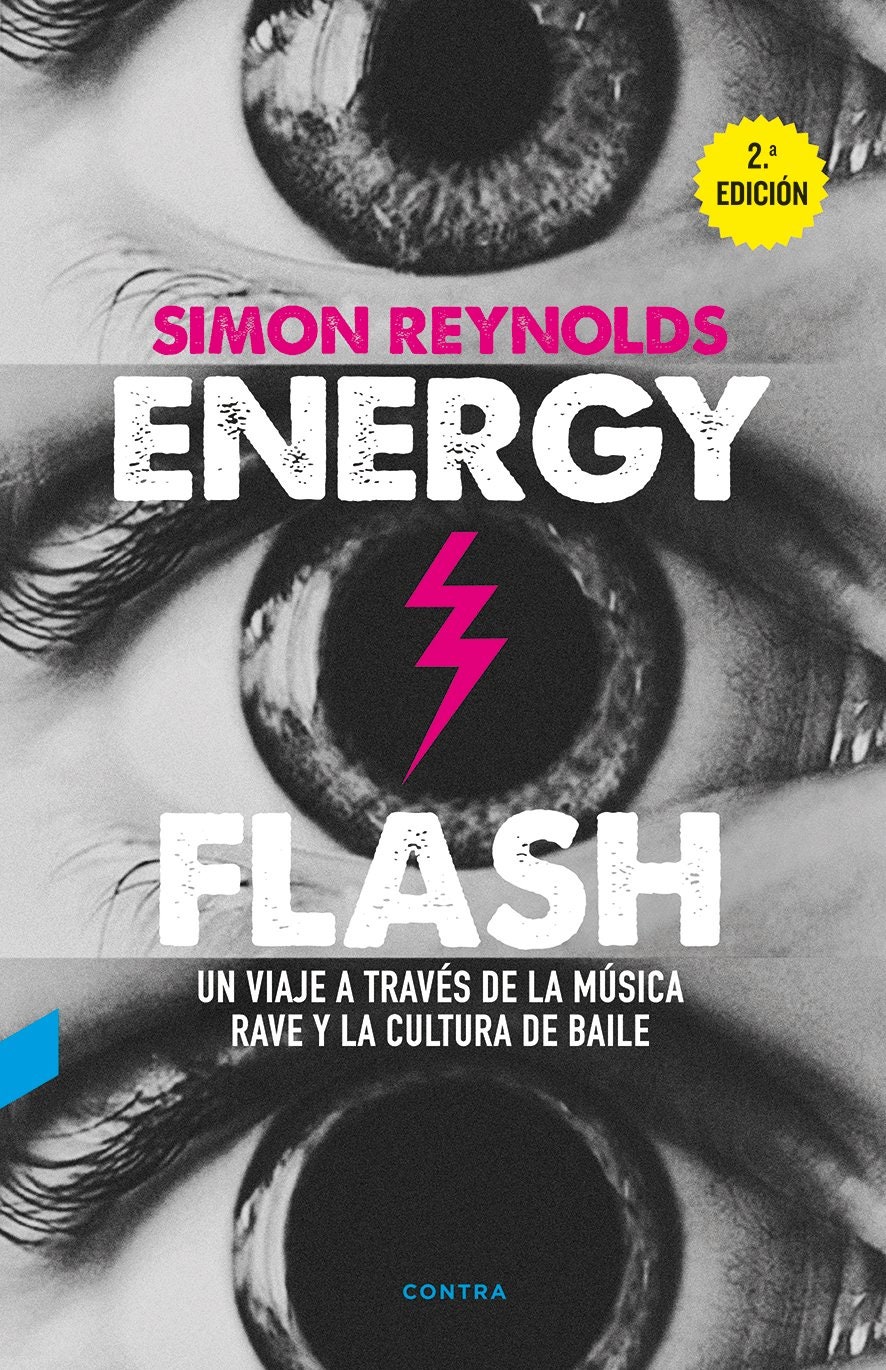 2.ª
EDICIÓN
SIMON REYNOLDS
ENERGY
FLASH
UN VIAJE A TRAVÉS DE LA MÚSICA
RAVE Y LA CULTURA DE BAILE
CONTRA